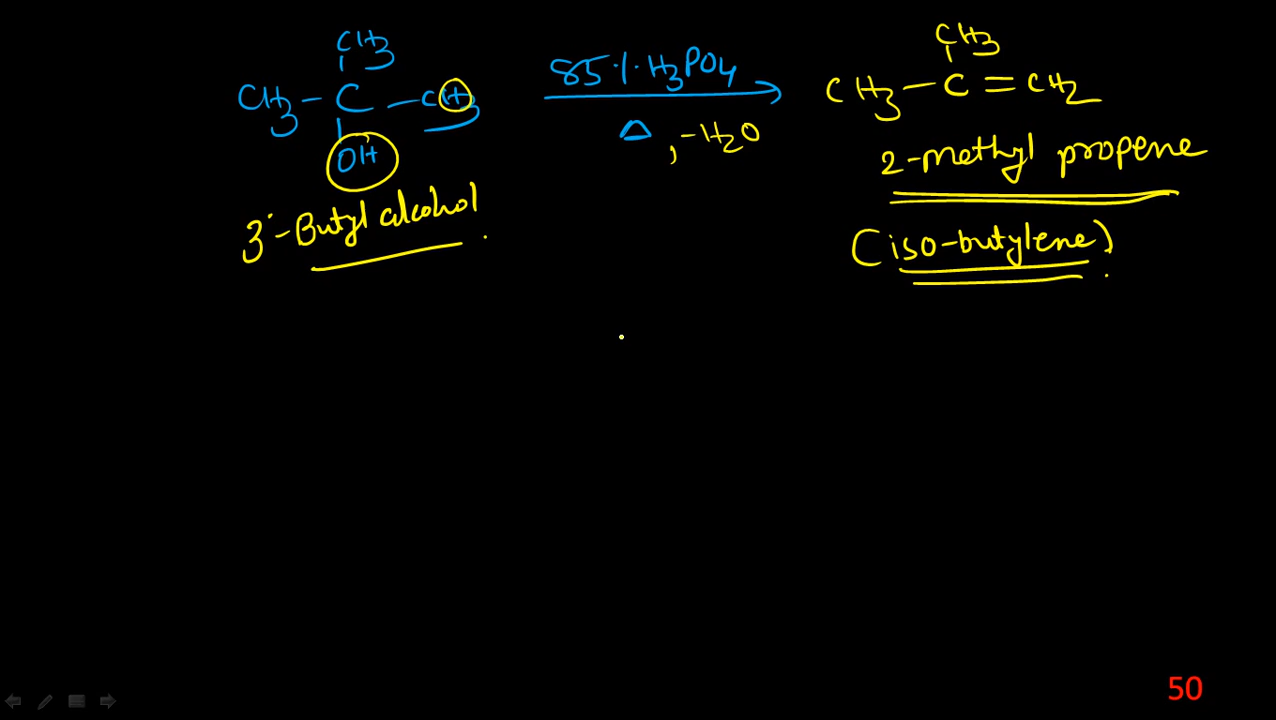 CH3 CH3
CH3 - C - CH3 85 % H3PO4 CH3 - C = CH2
OH Δ, -H2O
2-methyl propene
3°-Butyl alcohol
(iso-butylene)
50